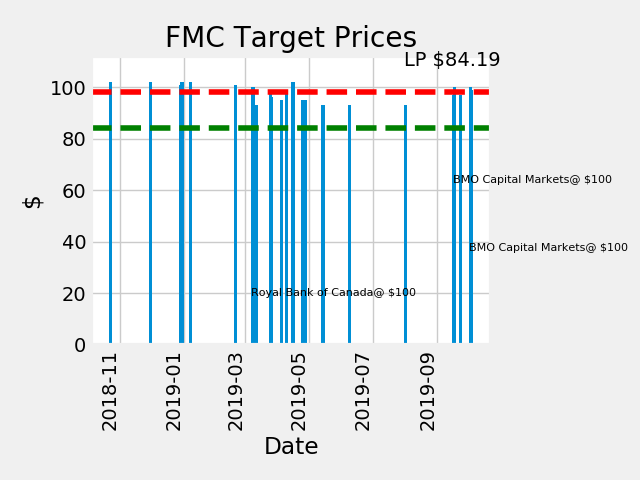 FMC Target Prices
LP $84.19
100
80
60
40
20
0
$
BMO Capital Markets@ $100
BMO Capital Markets@ $100
Royal Bank of Canada@ $100
2018-11
2019-01
2019-03
2019-05
2019-07
2019-09
Date